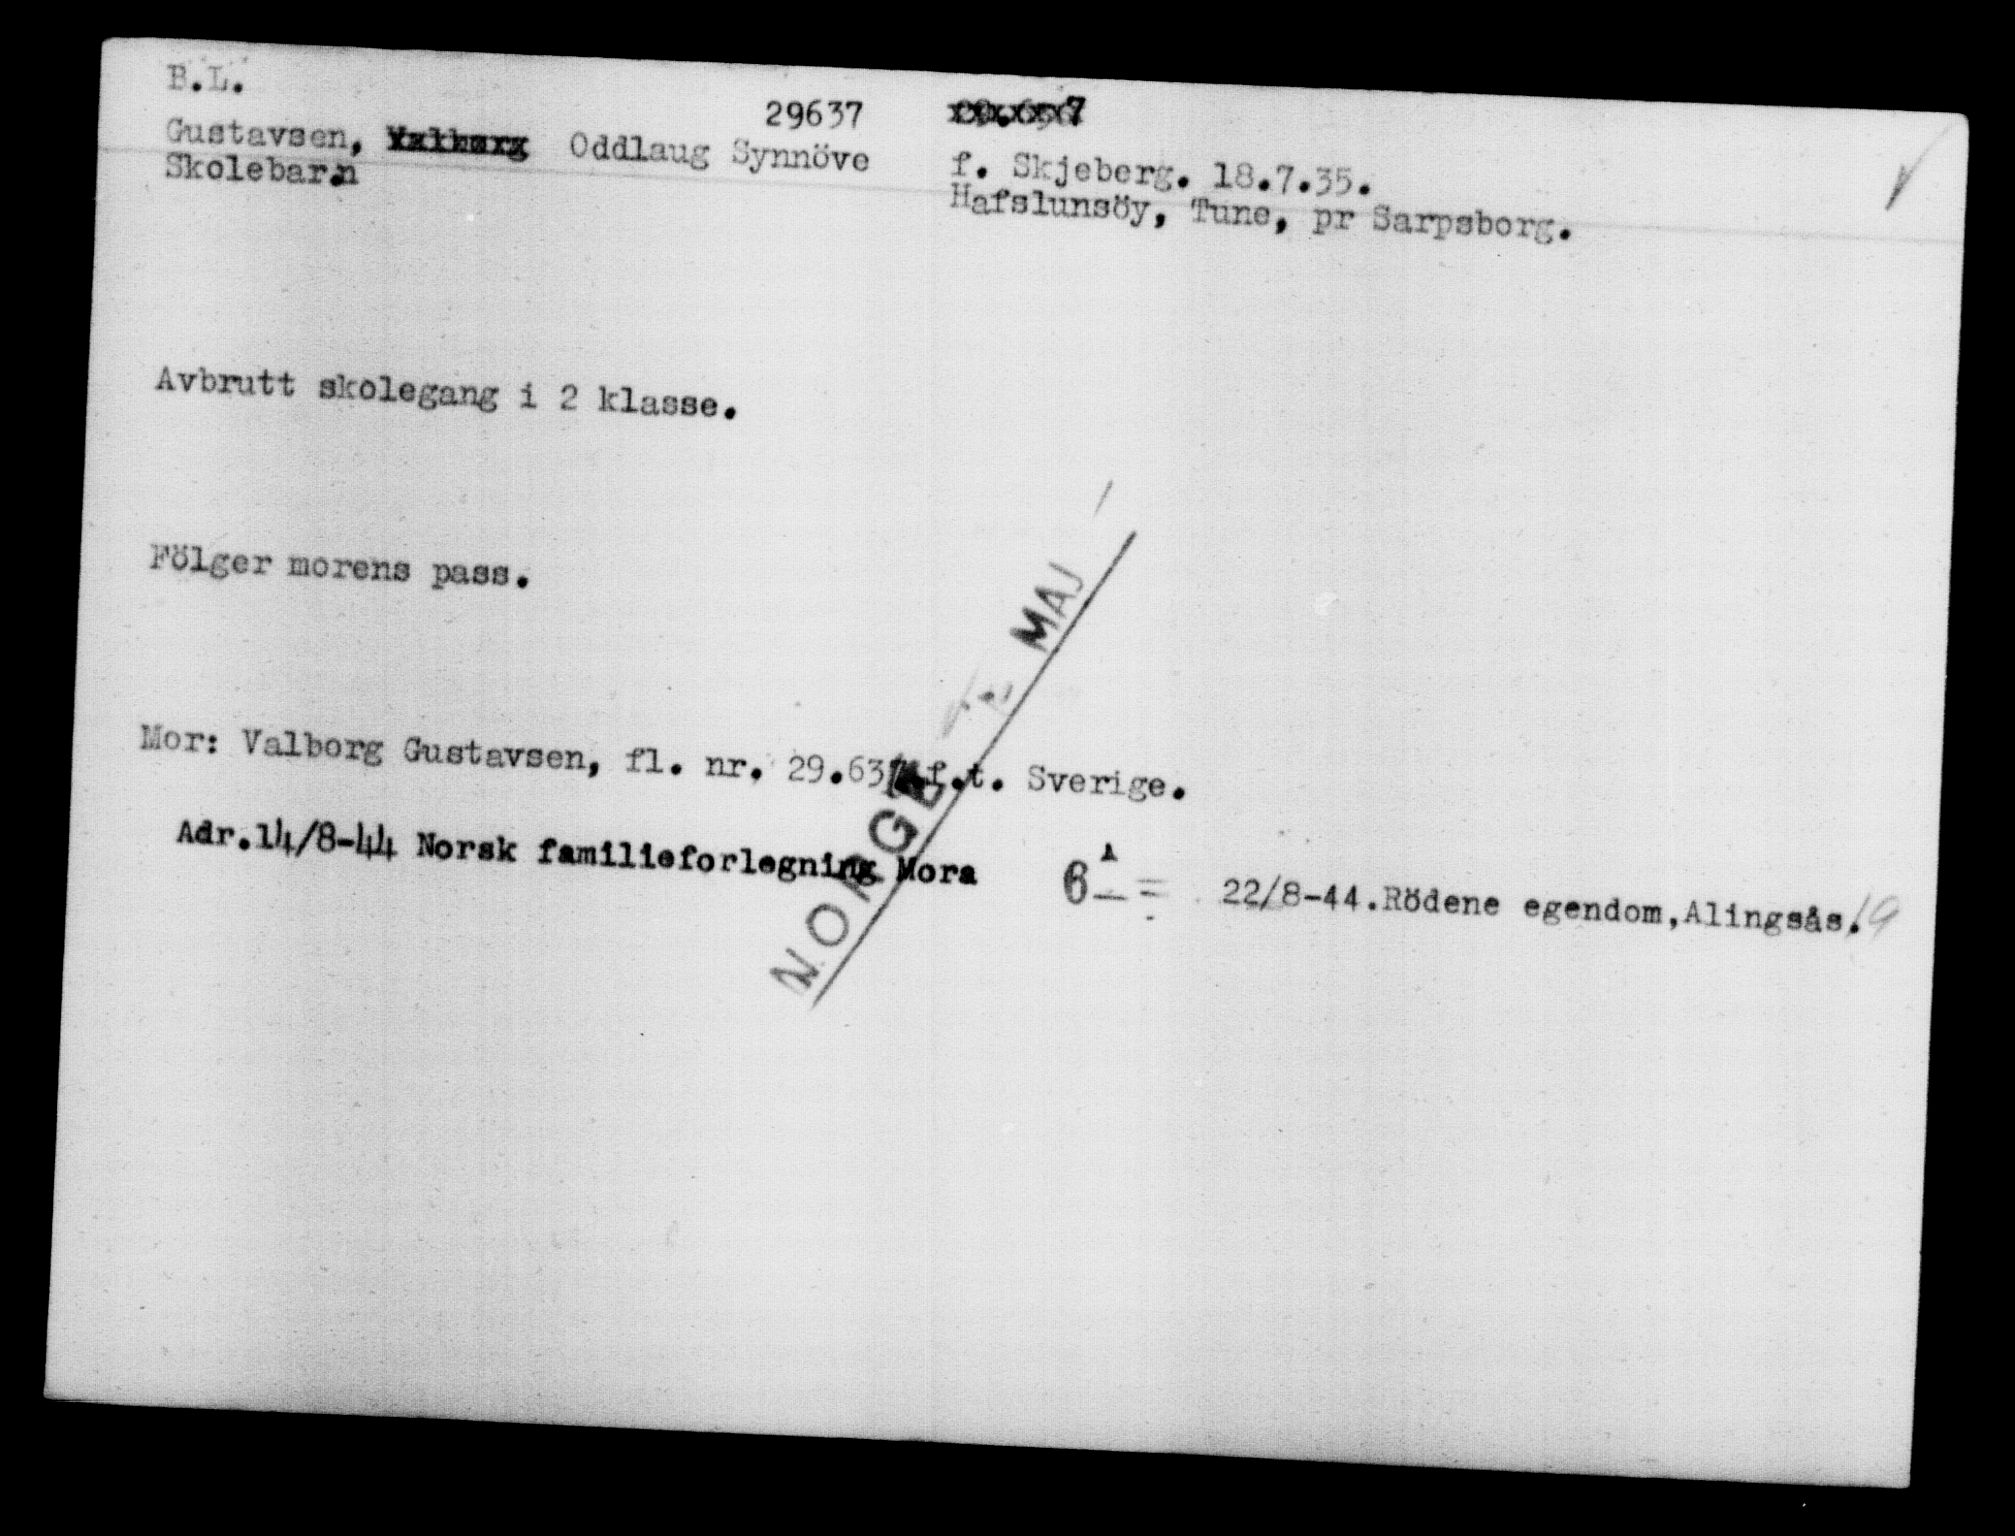 B.L.
29637
Gustavsen, Valborg Oddlaug Synnöve
f. Skjeberg. 18.7.35.
Skolebarn
Hafslunsöy, Tune, pr Sarpsborg.
Avbrutt skolegang i 2 klasse.
Fölger morens pass.
Mor: Valborg Gustavsen, fl. nr. 29.63 f.t. Sverige.
Adr.14/8-44 Norsk familieforlegning Mora
22/8-44.Rödene egendom,Alingsås.
NORGE MAJ